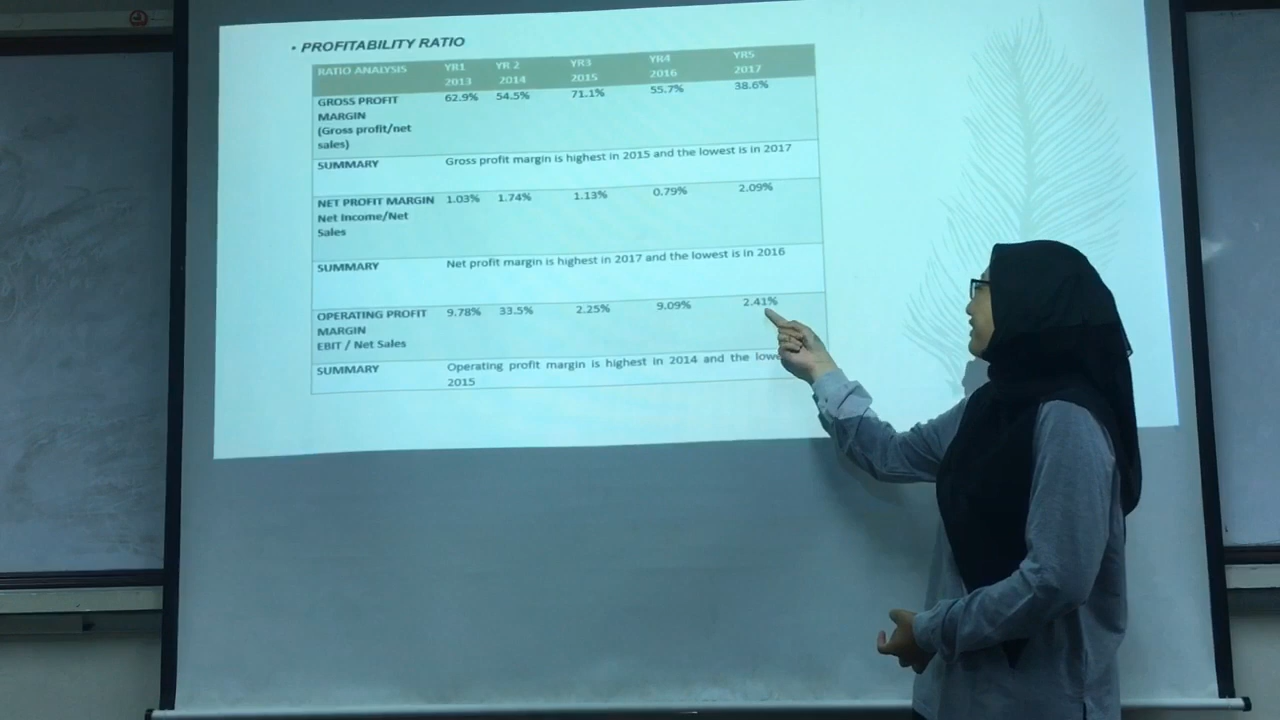 • PROFITABILITY RATIO
RATIO ANALYSIS YR1 YR 2 YR3 YR4 YR5
2013 2014 2015 2016 2017
GROSS PROFIT 62.9% 54.5% 71.1% 55.7% 38.6%
MARGIN
(Gross profit/net
sales)
SUMMARY Gross profit margin is highest in 2015 and the lowest is in 2017
NET PROFIT MARGIN 1.03% 1.74% 1.13% 0.79% 2.09%
Net Income/Net
Sales
SUMMARY Net profit margin is highest in 2017 and the lowest is in 2016
OPERATING PROFIT 9.78% 33.5% 2.25% 9.09% 2.41%
MARGIN
EBIT / Net Sales
SUMMARY Operating profit margin is highest in 2014 and the
2015